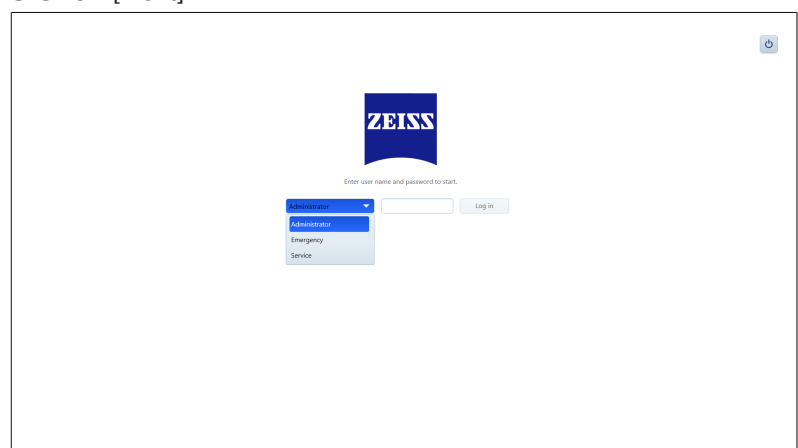 ZEISS
Enter user name and password to start.
Administrator
Log in
Administrator
Emergency
Service